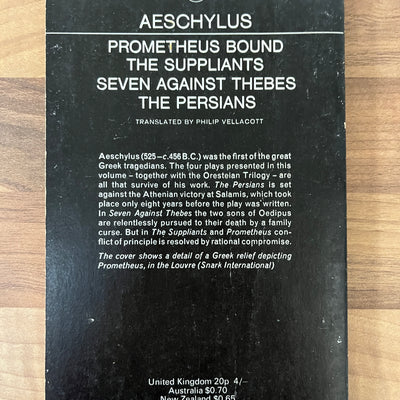 AESCHYLUS
PROMETHEUS BOUND
THE SUPPLIANTS
SEVEN AGAINST THEBES
THE PERSIANS
TRANSLATED BY PHILIP VELLACOTT
Aeschylus (525–c.456 B.C.) was the first of the great
Greek tragedians. The four plays presented in this
volume – together with the Oresteian Trilogy – are
all that survive of his work. The Persians is set
against the Athenian victory at Salamis, which took
place only eight years before the play was written.
In Seven Against Thebes the two sons of Oedipus
are relentlessly pursued to their death by a family
curse. But in The Suppliants and Prometheus con-
flict of principle is resolved by rational compromise.
The cover shows a detail of a Greek relief depicting
Prometheus, in the Louvre (Snark International)
United Kingdom 20p 4/–
Australia $0.70
New Zealand $0.65